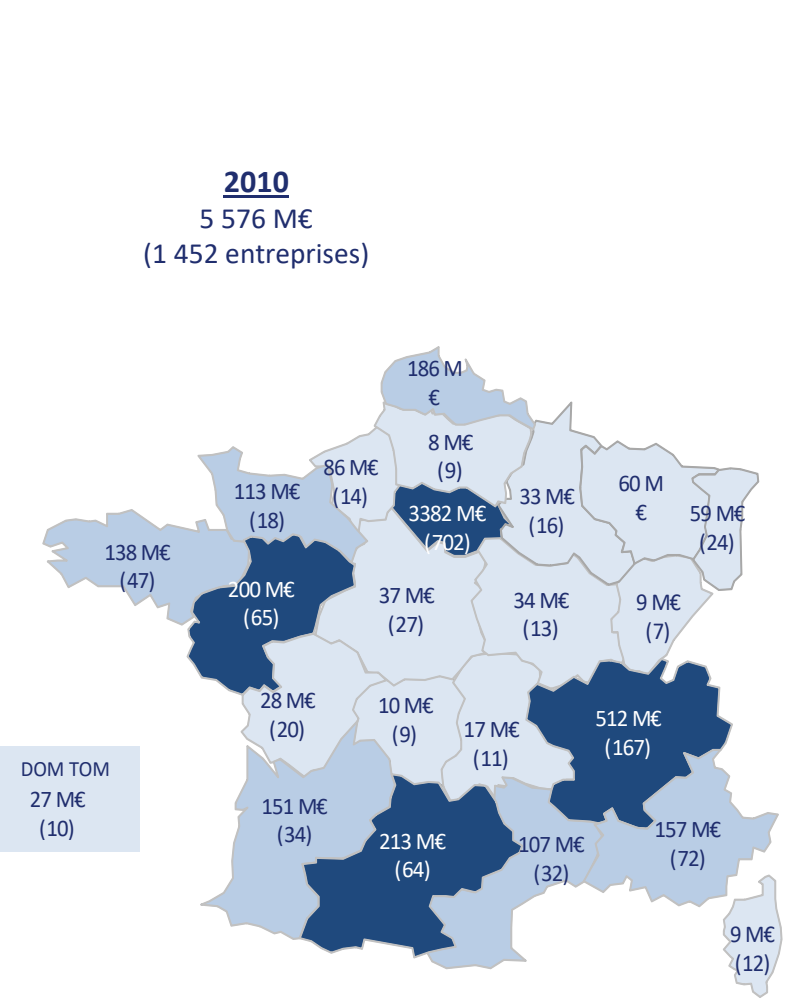 2010
5 576 M€
(1 452 entreprises)
186 M
€
8 M€
(9)
86 M€
(14)
113 M€
(18)
3382 M€
(702)
33 M€
(16)
60 M
€
59 M€
(24)
138 M€
(47)
200 M€
(65)
37 M€
(27)
34 M€
(13)
9 M€
(7)
28 M€
(20)
10 M€
(9)
17 M€
(11)
512 M€
(167)
DOM TOM
27 M€
(10)
151 M€
(34)
213 M€
(64)
107 M€
(32)
157 M€
(72)
9 M€
(12)